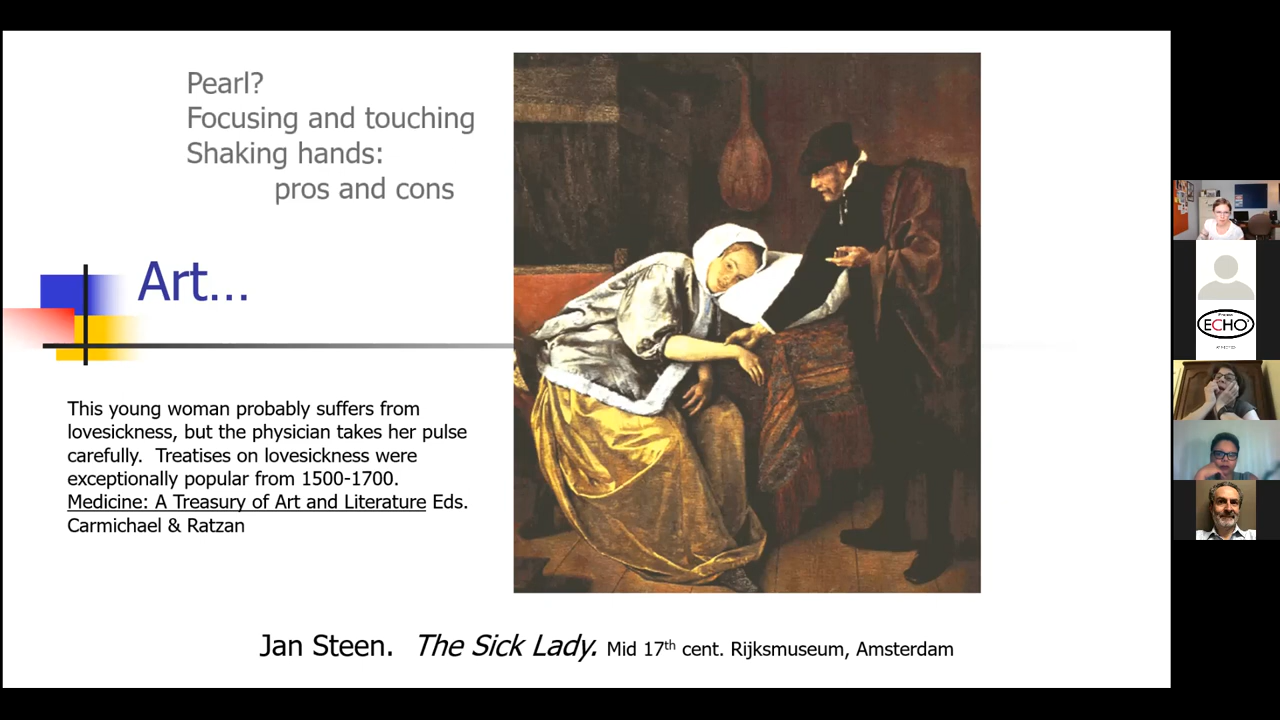 Pearl?
Focusing and touching
Shaking hands:
pros and cons
Art...
This young woman probably suffers from
lovesickness, but the physician takes her pulse
carefully.  Treatises on lovesickness were
exceptionally popular from 1500-1700.
Medicine: A Treasury of Art and Literature Eds.
Carmichael & Ratzan
Jan Steen.  The Sick Lady. Mid 17th cent. Rijksmuseum, Amsterdam
ECHO